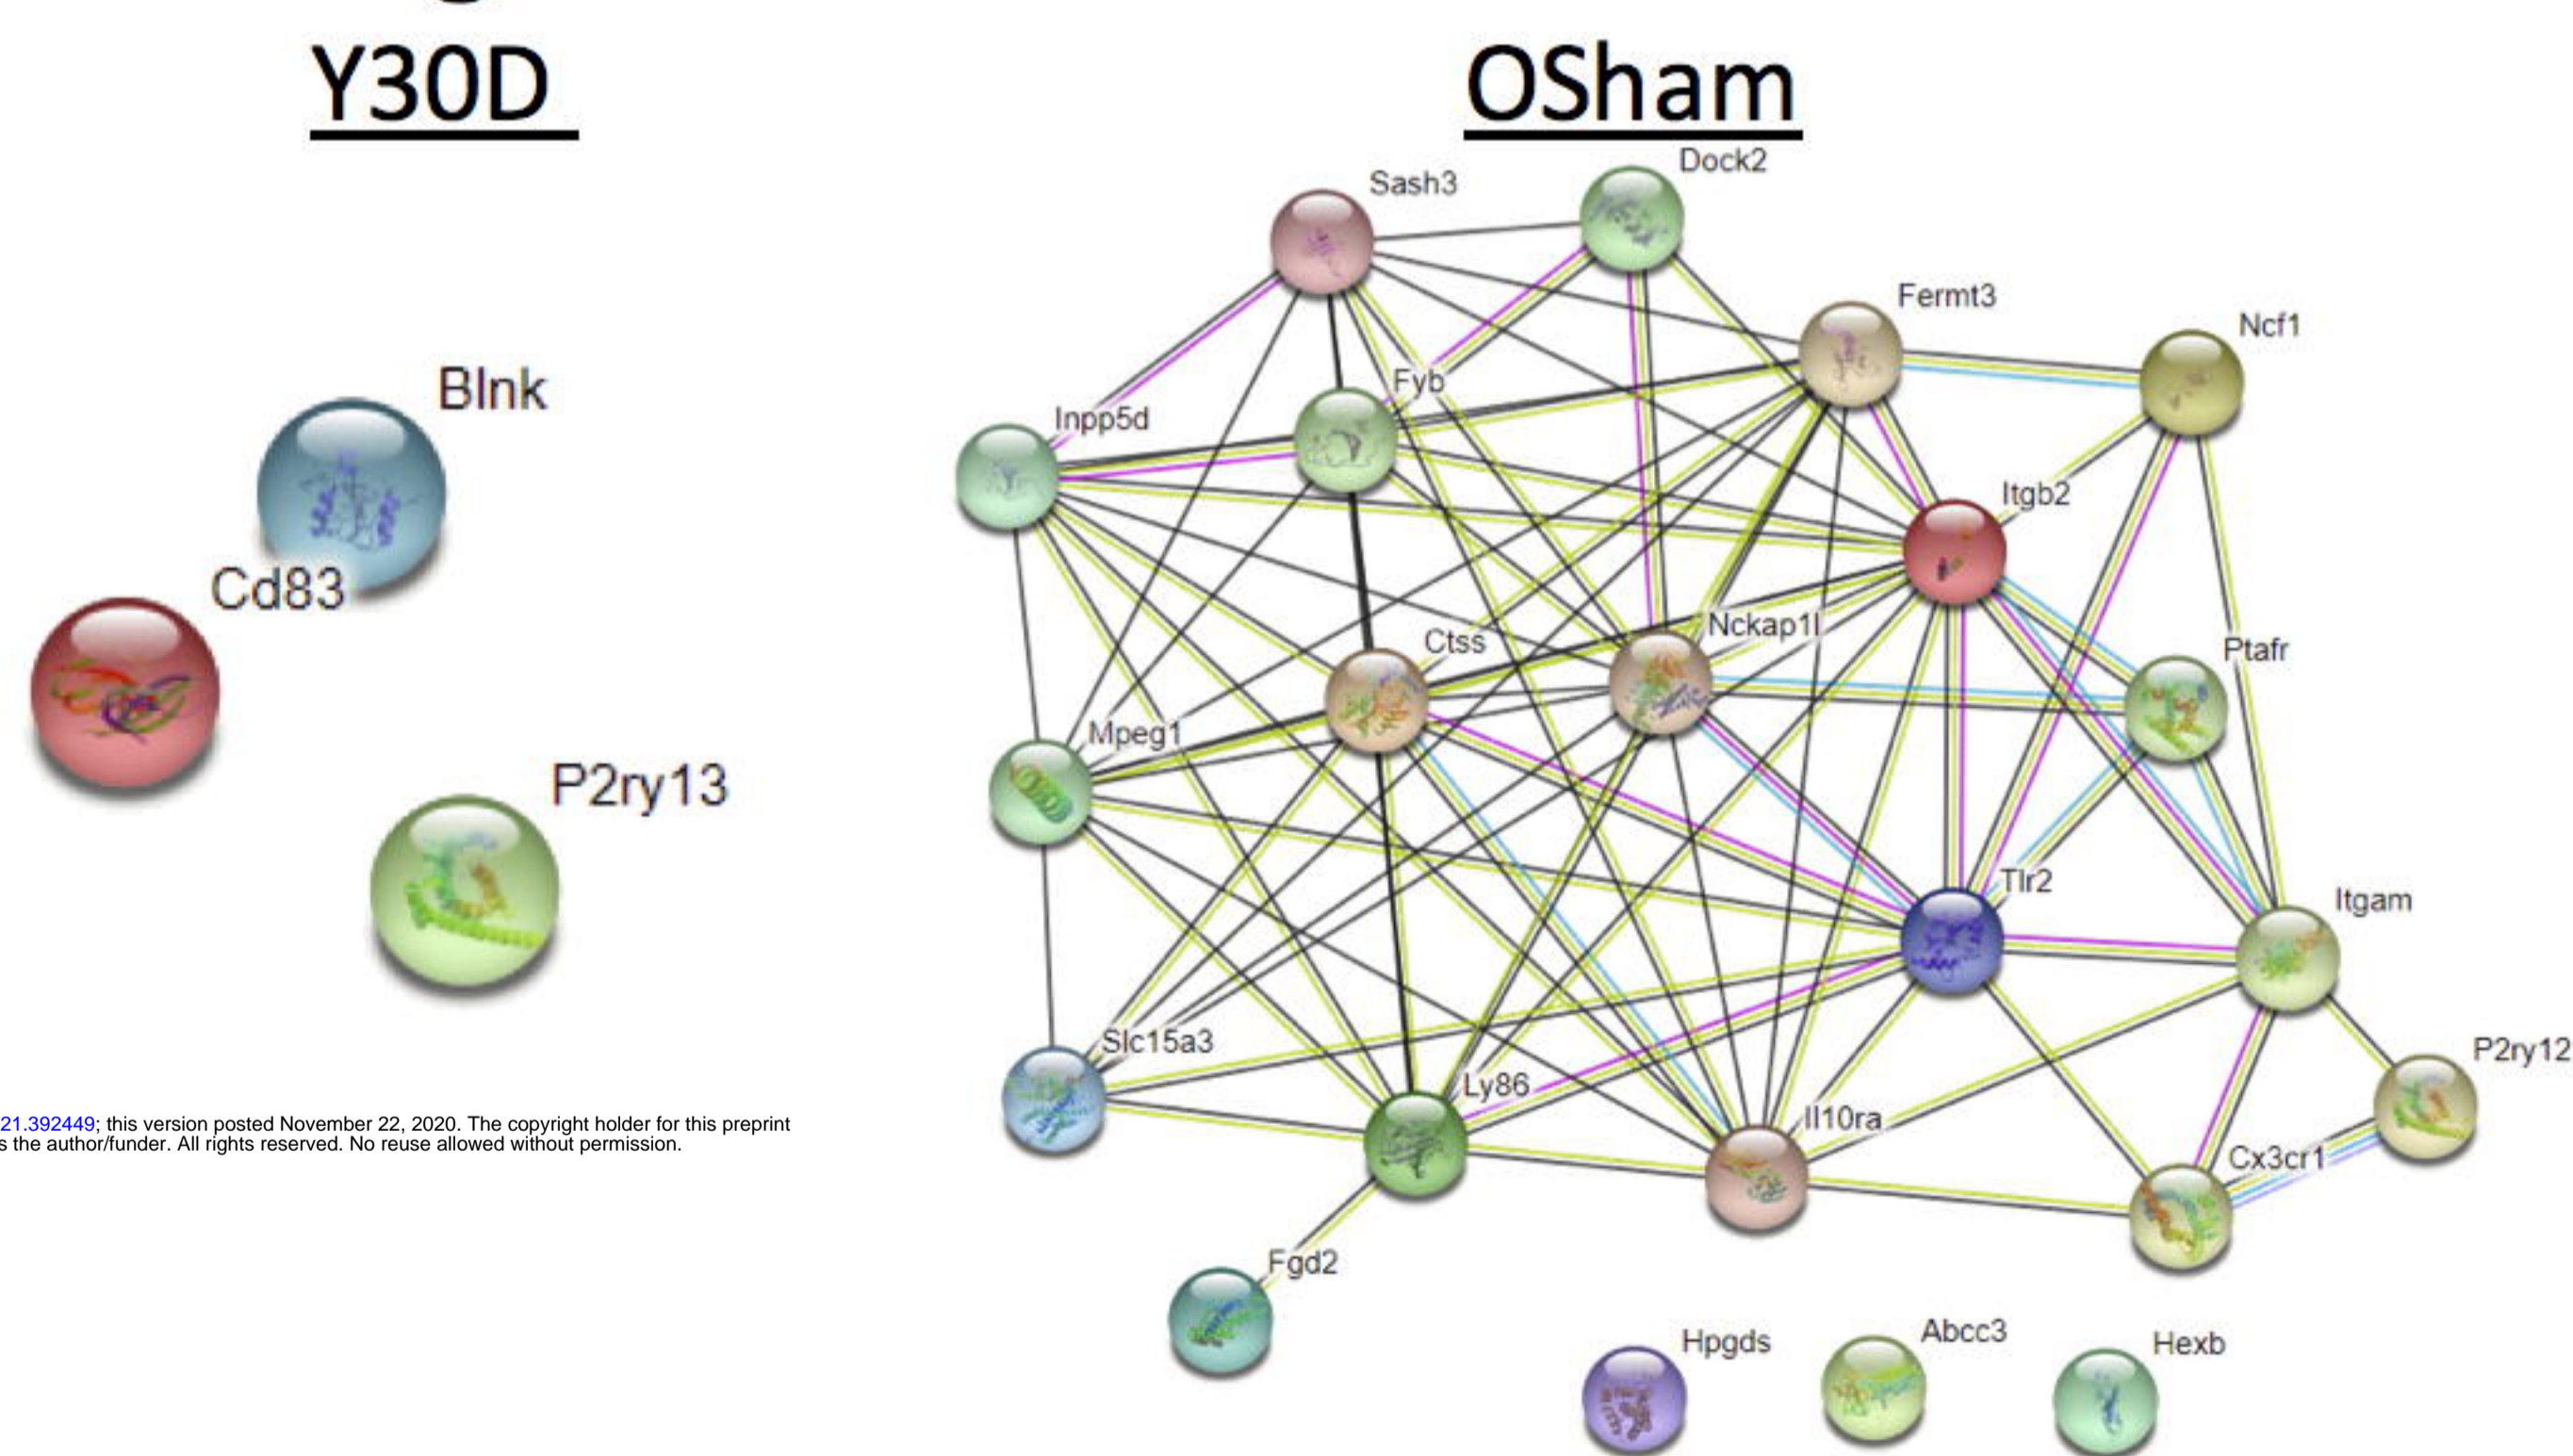 Y30D
Blnk
Cd83
P2ry13
21.392449; this version posted November 22, 2020. The copyright holder for this preprint
s the author/funder. All rights reserved. No reuse allowed without permission.
OSham
Dock2
Sash3
Fermt3
Ncf1
Fyb
Inpp5d
Itgb2
Nckap1l
Ctss
Ptafr
Mpeg1
Tlr2
Itgam
Slc15a3
P2ry12
Ly86
Il10ra
Cx3cr1
Fgd2
Abcc3
Hpgds
Hexb